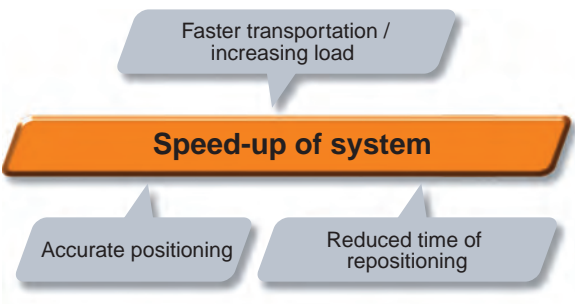 Faster transportation /
increasing load
Speed-up of system
Accurate positioning
Reduced time of
repositioning